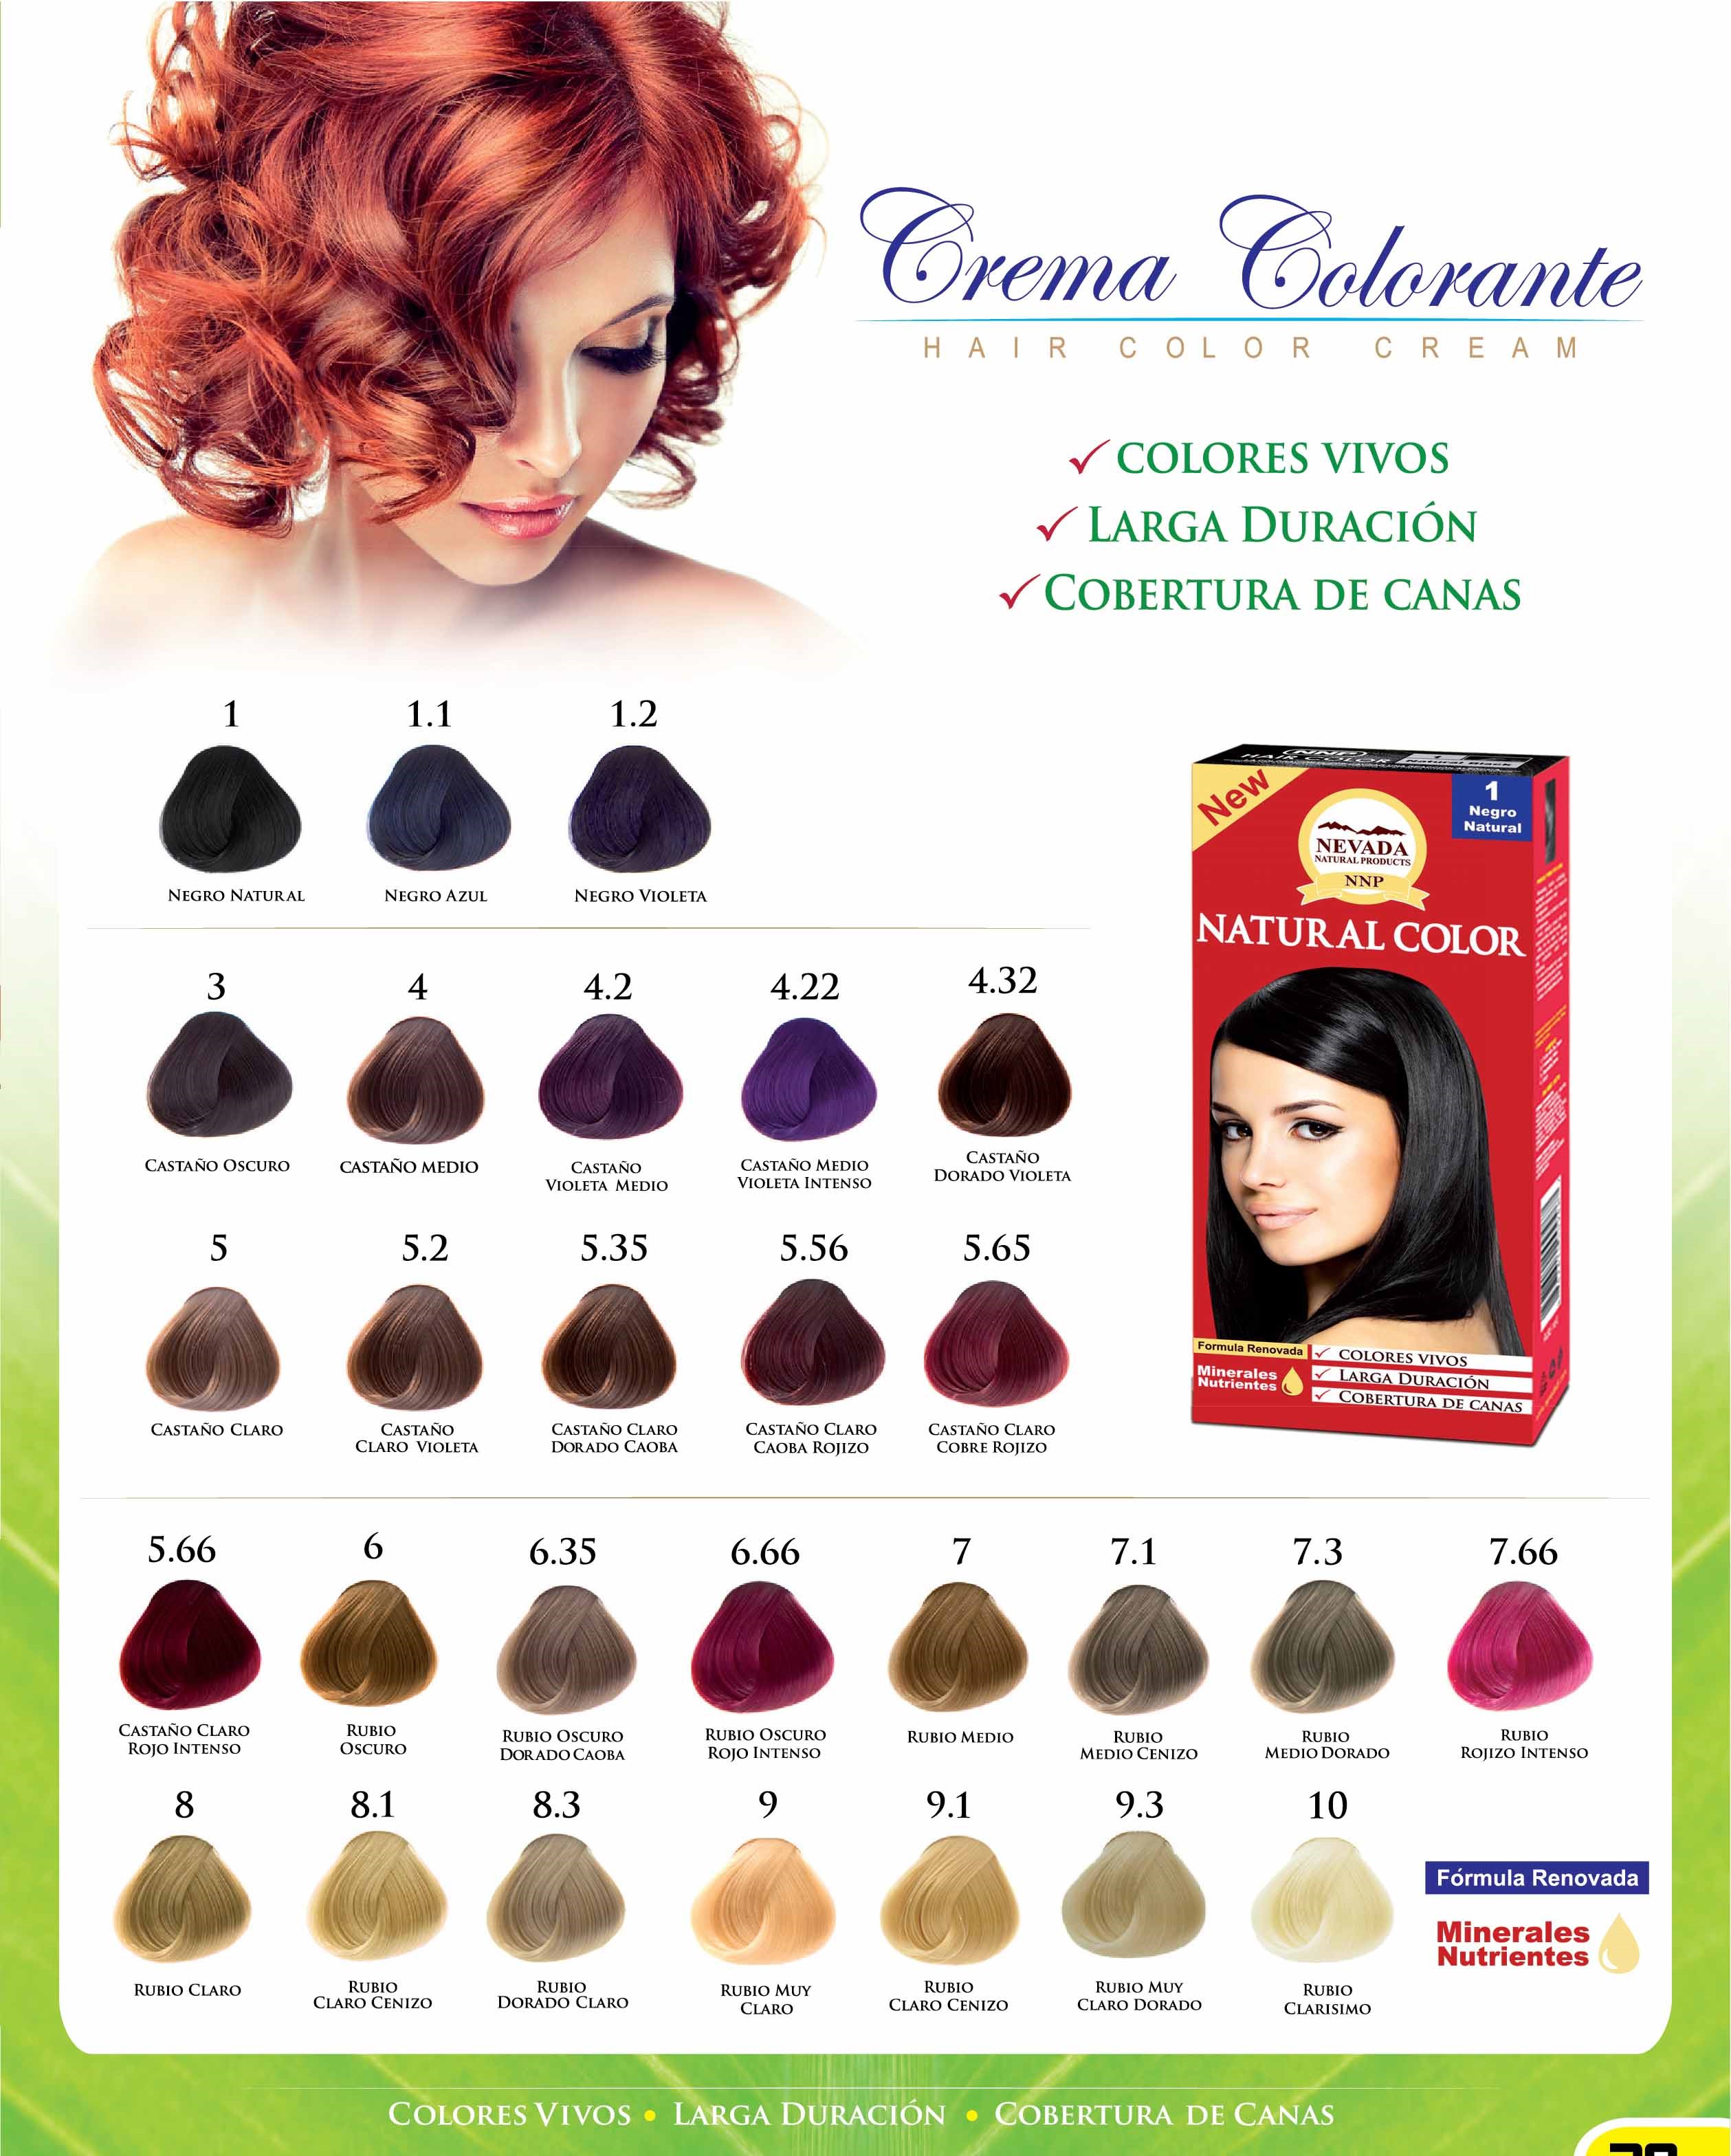 Crema Colorante
HAIR COLOR CREAM
✓ COLORES VIVOS
✓ LARGA DURACIÓN
✓ COBERTURA DE CANAS
1 1.1 1.2
NEGRO NATURAL NEGRO AZUL NEGRO VIOLETA
3 4 4.2 4.22 4.32
CASTAÑO OSCURO
CASTAÑO MEDIO
CASTAÑO
VIOLETA MEDIO
CASTAÑO MEDIO
VIOLETA INTENSO
CASTAÑO
DORADO VIOLETA
5 5.2 5.35 5.56 5.65
CASTAÑO CLARO
CASTAÑO
CLARO VIOLETA
CASTAÑO CLARO
DORADO CAOBA
CASTAÑO CLARO
CAOBA ROJIZO
CASTAÑO CLARO
COBRE ROJIZO
NNP
HAIR COLOR
Natural Black
New
1
Negro
Natural
NEVADA
NATURAL PRODUCTS
NNP
NATURAL COLOR
Formula Renovada
Minerales
Nutrientes
✓ COLORES VIVOS
✓ LARGA DURACIÓN
✓ COBERTURA DE CANAS
5.66 6 6.35 6.66 7 7.1 7.3 7.66
CASTAÑO CLARO
ROJO INTENSO
RUBIO
OSCURO
RUBIO OSCURO
DORADO CAOBA
RUBIO OSCURO
ROJO INTENSO
RUBIO MEDIO
RUBIO
MEDIO CENIZO
RUBIO
MEDIO DORADO
RUBIO
ROJIZO INTENSO
8 8.1 8.3 9 9.1 9.3 10
RUBIO CLARO
RUBIO
CLARO CENIZO
RUBIO
DORADO CLARO
RUBIO MUY
CLARO
RUBIO
CLARO CENIZO
RUBIO MUY
CLARO DORADO
RUBIO
CLARISIMO
Fórmula Renovada
Minerales
Nutrientes
COLORES VIVOS • LARGA DURACIÓN • COBERTURA DE CANAS